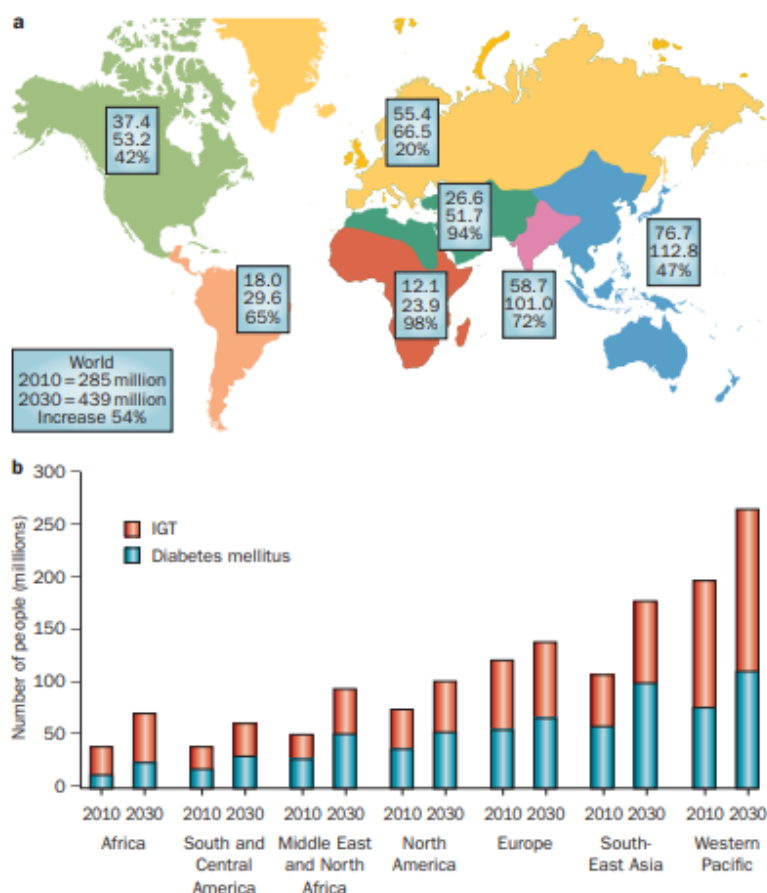 a
37.4
53.2
42%
55.4
66.5
20%
26.6
51.7
94%
76.7
112.8
47%
18.0
29.6
65%
12.1
23.9
98%
58.7
101.0
72%
World
2010 = 285 million
2030 = 439 million
Increase 54%
b
Number of people (milllions)
300
250
200
150
100
50
0
IGT
Diabetes mellitus
2010 2030 2010 2030 2010 2030 2010 2030 2010 2030 2010 2030 2010 2030
Africa
South and
Central
America
Middle East
and North
Africa
North
America
Europe
South-
East Asia
Western
Pacific